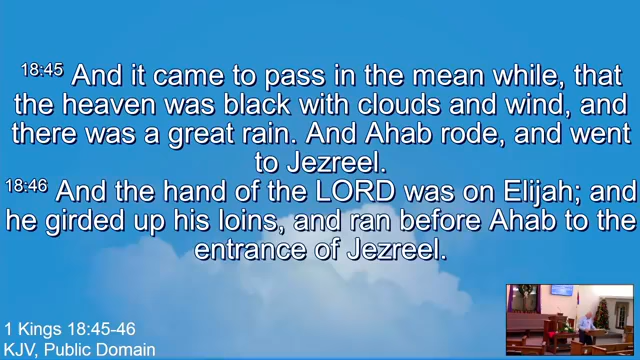 18:45 And it came to pass in the mean while, that
the heaven was black with clouds and wind, and
there was a great rain. And Ahab rode, and went
to Jezreel.
18:46 And the hand of the LORD was on Elijah; and
he girded up his loins, and ran before Ahab to the
entrance of Jezreel.
1 Kings 18:45-46
KJV, Public Domain